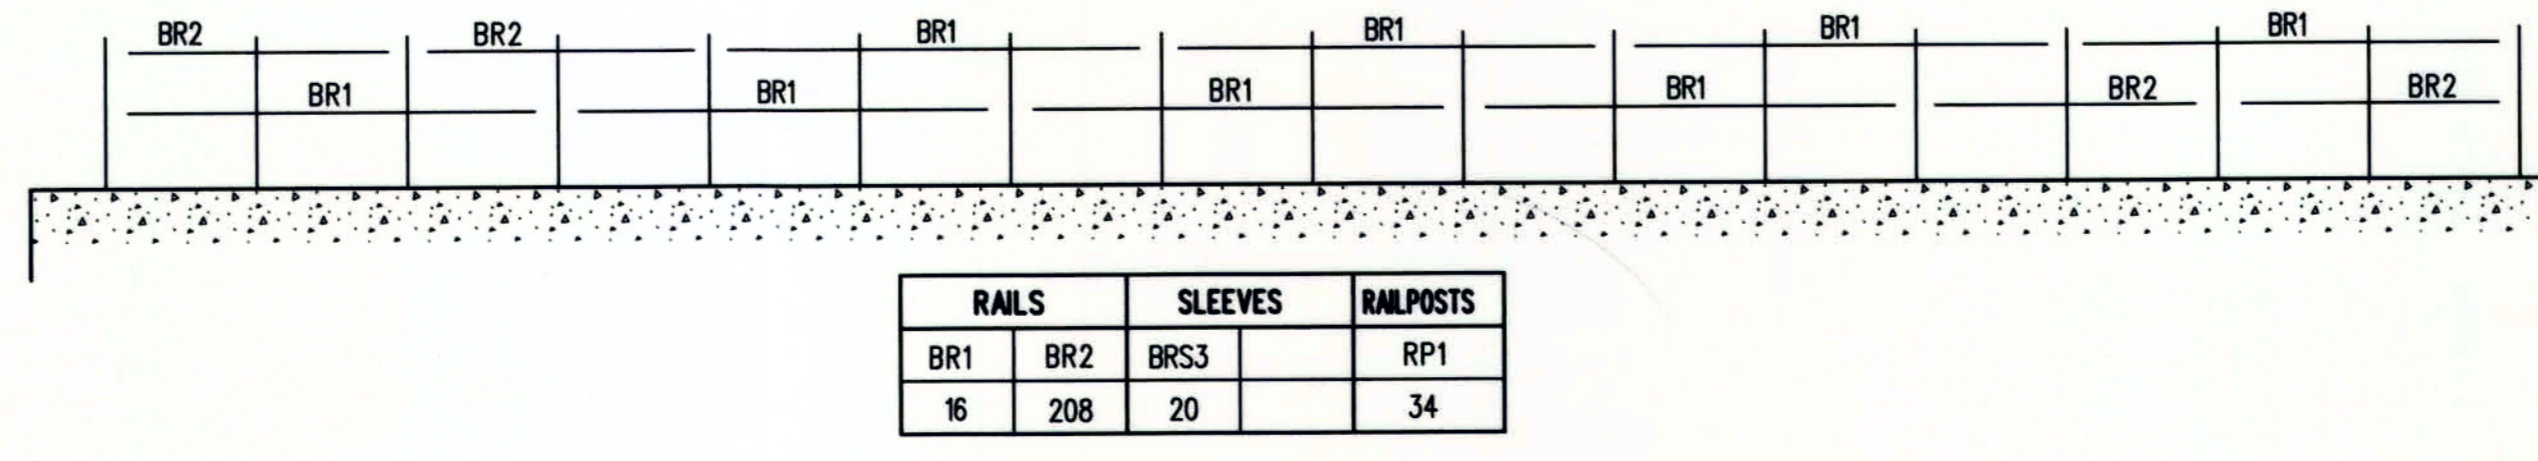 BR2 BR2 BR1 BR1 BR1 BR1
BR1 BR1 BR1 BR1 BR2 BR2
RAILS SLEEVES RAILPOSTS
BR1 BR2 BRS3 RP1
16 208 20 34